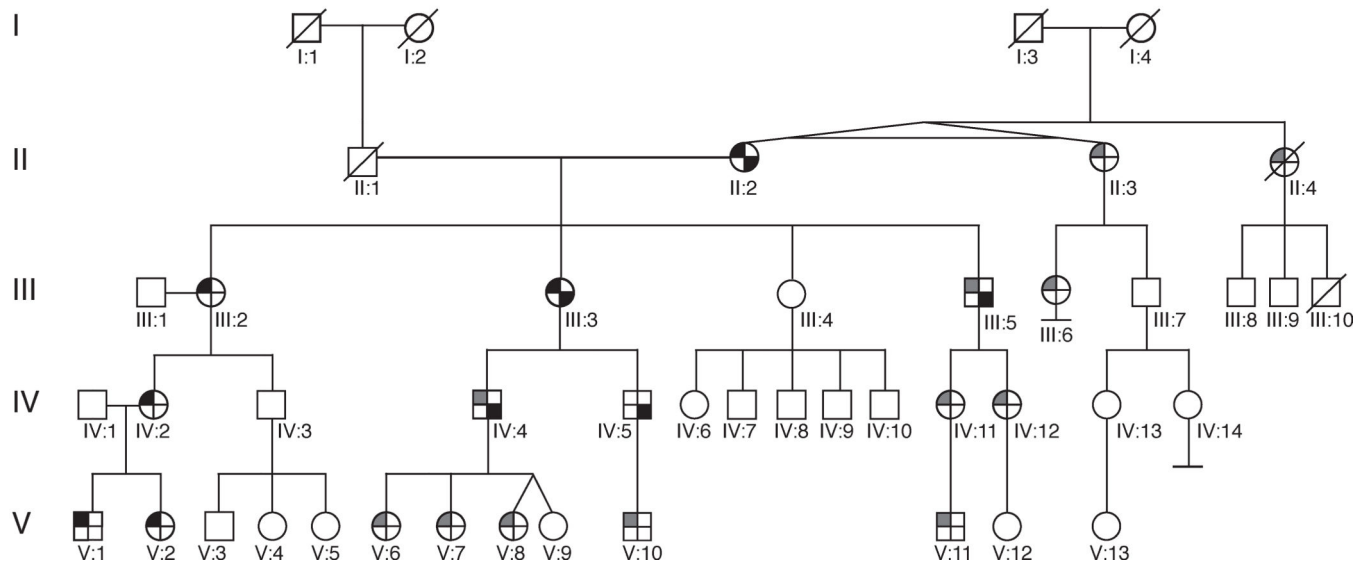 I
I:1 I:2 I:3 I:4
II
II:1 II:2 II:3 II:4
III
III:1 III:2 III:3 III:4 III:5 III:6 III:7 III:8 III:9 III:10
IV
IV:1 IV:2 IV:3 IV:4 IV:5 IV:6 IV:7 IV:8 IV:9 IV:10 IV:11 IV:12 IV:13 IV:14
V
V:1 V:2 V:3 V:4 V:5 V:6 V:7 V:8 V:9 V:10 V:11 V:12 V:13